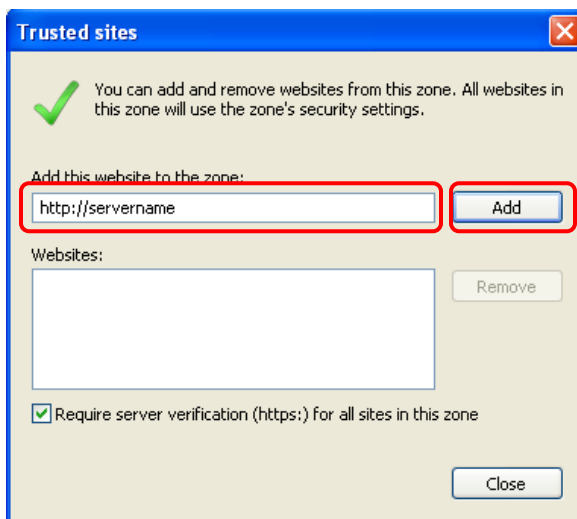 Trusted sites
You can add and remove websites from this zone. All websites in
this zone will use the zone's security settings.
Add this website to the zone:
http://servername
Add
Websites:
Remove
Require server verification (https:) for all sites in this zone
Close